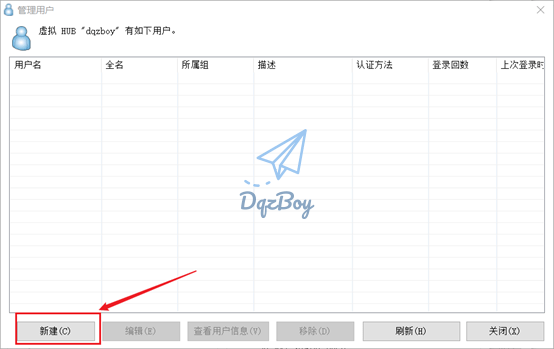 管理用户
虚拟 HUB "dqzboy" 有如下用户。
用户名 全名 所属组 描述 认证方法 登录回数 上次登录时
DqzBoy
新建(C) 编辑(E) 查看用户信息(V) 移除(D) 刷新(H) 关闭(X)